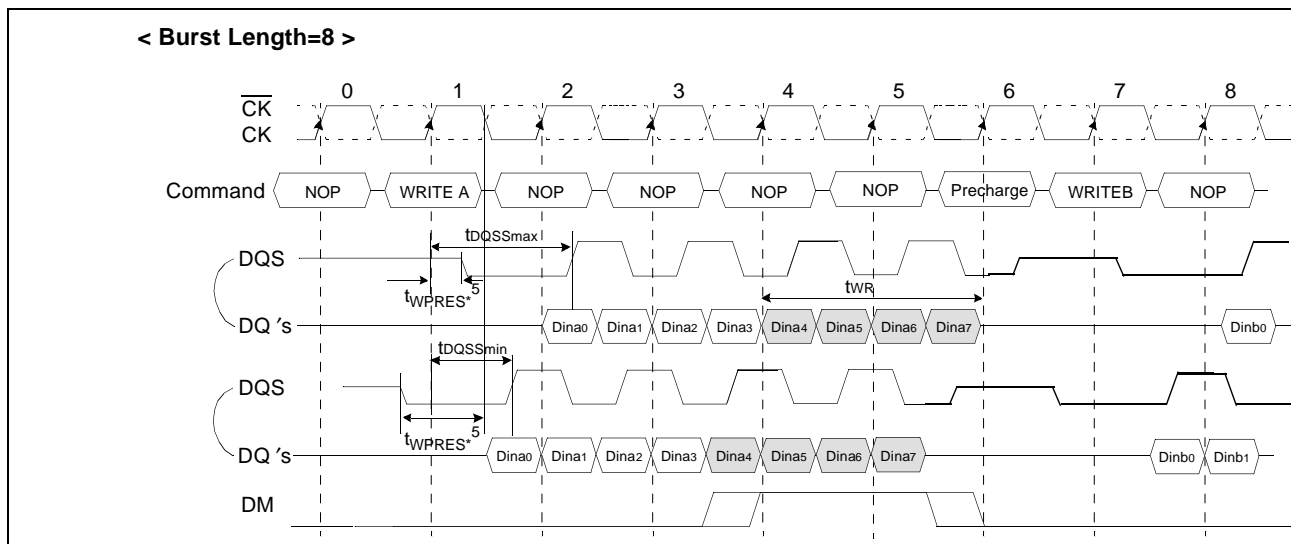 < Burst Length=8 >
0 1 2 3 4 5 6 7 8
CK
CK
Command NOP WRITE A NOP NOP NOP NOP Precharge WRITEB NOP
tDQSSmax
DQS
tWPRES*5
tWR
DQ 's Dina0 Dina1 Dina2 Dina3 Dina4 Dina5 Dina6 Dina7 Dinb0
tDQSSmin
DQS
tWPRES*5
DQ 's Dina0 Dina1 Dina2 Dina3 Dina4 Dina5 Dina6 Dina7 Dinb0 Dinb1
DM